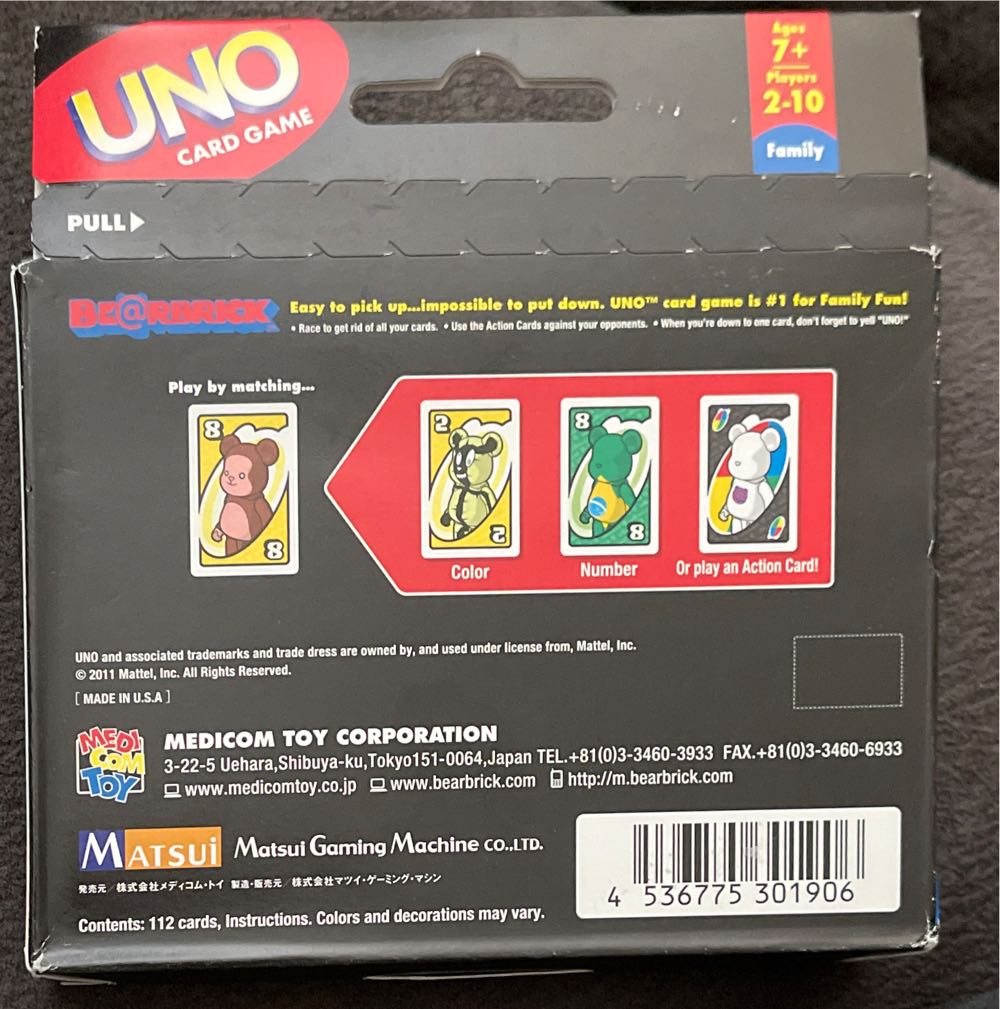 UNO
CARD GAME
Ages
7+
Players
2-10
Family
PULL
BE@RBRICK
Easy to pick up...impossible to put down. UNO™ card game is #1 for Family Fun!
• Race to get rid of all your cards. • Use the Action Cards against your opponents. • When you're down to one card, don't forget to yell "UNO!"
Play by matching...
8
8
2
2
8
8
Color
Number
Or play an Action Card!
UNO and associated trademarks and trade dress are owned by, and used under license from, Mattel, Inc.
© 2011 Mattel, Inc. All Rights Reserved.
[ MADE IN U.S.A ]
MEDI
COM
TOY
MEDICOM TOY CORPORATION
3-22-5 Uehara,Shibuya-ku,Tokyo151-0064,Japan TEL.+81(0)3-3460-3933 FAX.+81(0)3-3460-6933
www.medicomtoy.co.jp www.bearbrick.com http://m.bearbrick.com
MATSUi Matsui Gaming Machine CO.,LTD.
発売元／株式会社メディコム・トイ 製造・販売元／株式会社マツイ・ゲーミング・マシン
Contents: 112 cards, Instructions. Colors and decorations may vary.
4 536775 301906